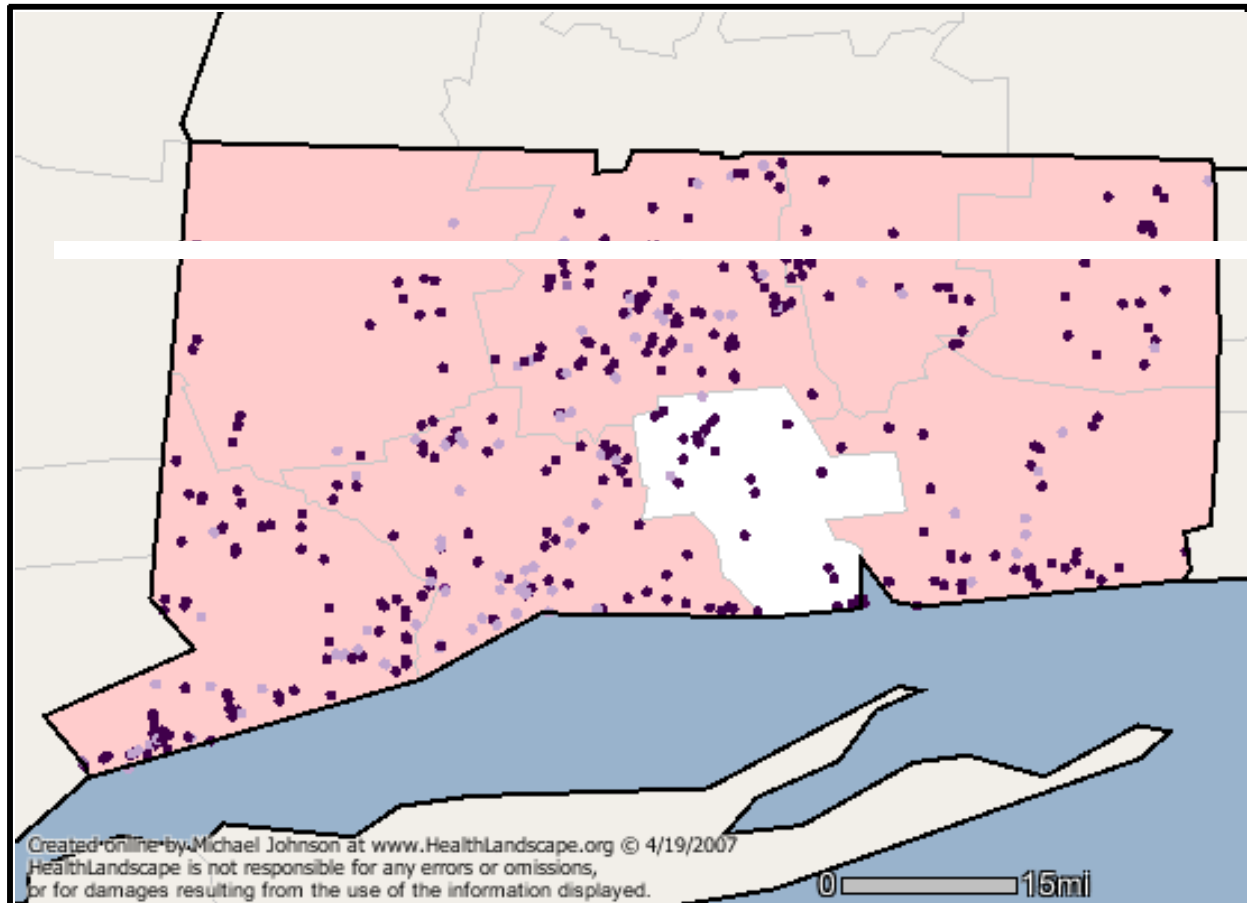 Created online by Michael Johnson at www.HealthLandscape.org © 4/19/2007
HealthLandscape is not responsible for any errors or omissions,
or for damages resulting from the use of the information displayed.
0 15mi